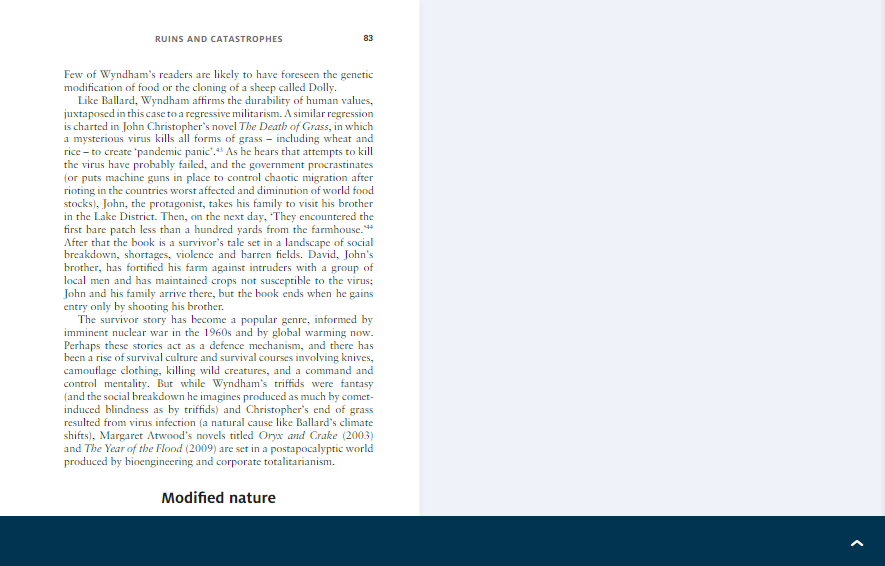 RUINS AND CATASTROPHES 83
Few of Wyndham's readers are likely to have foreseen the genetic
modification of food or the cloning of a sheep called Dolly.
Like Ballard, Wyndham affirms the durability of human values,
juxtaposed in this case to a regressive militarism. A similar regression
is charted in John Christopher's novel The Death of Grass, in which
a mysterious virus kills all forms of grass – including wheat and
rice – to create 'pandemic panic'.43 As he hears that attempts to kill
the virus have probably failed, and the government procrastinates
(or puts machine guns in place to control chaotic migration after
rioting in the countries worst affected and diminution of world food
stocks), John, the protagonist, takes his family to visit his brother
in the Lake District. Then, on the next day, 'They encountered the
first bare patch less than a hundred yards from the farmhouse.'44
After that the book is a survivor's tale set in a landscape of social
breakdown, shortages, violence and barren fields. David, John's
brother, has fortified his farm against intruders with a group of
local men and has maintained crops not susceptible to the virus;
John and his family arrive there, but the book ends when he gains
entry only by shooting his brother.
The survivor story has become a popular genre, informed by
imminent nuclear war in the 1960s and by global warming now.
Perhaps these stories act as a defence mechanism, and there has
been a rise of survival culture and survival courses involving knives,
camouflage clothing, killing wild creatures, and a command and
control mentality. But while Wyndham's triffids were fantasy
(and the social breakdown he imagines produced as much by comet-
induced blindness as by triffids) and Christopher's end of grass
resulted from virus infection (a natural cause like Ballard's climate
shifts), Margaret Atwood's novels titled Oryx and Crake (2003)
and The Year of the Flood (2009) are set in a postapocalyptic world
produced by bioengineering and corporate totalitarianism.
Modified nature